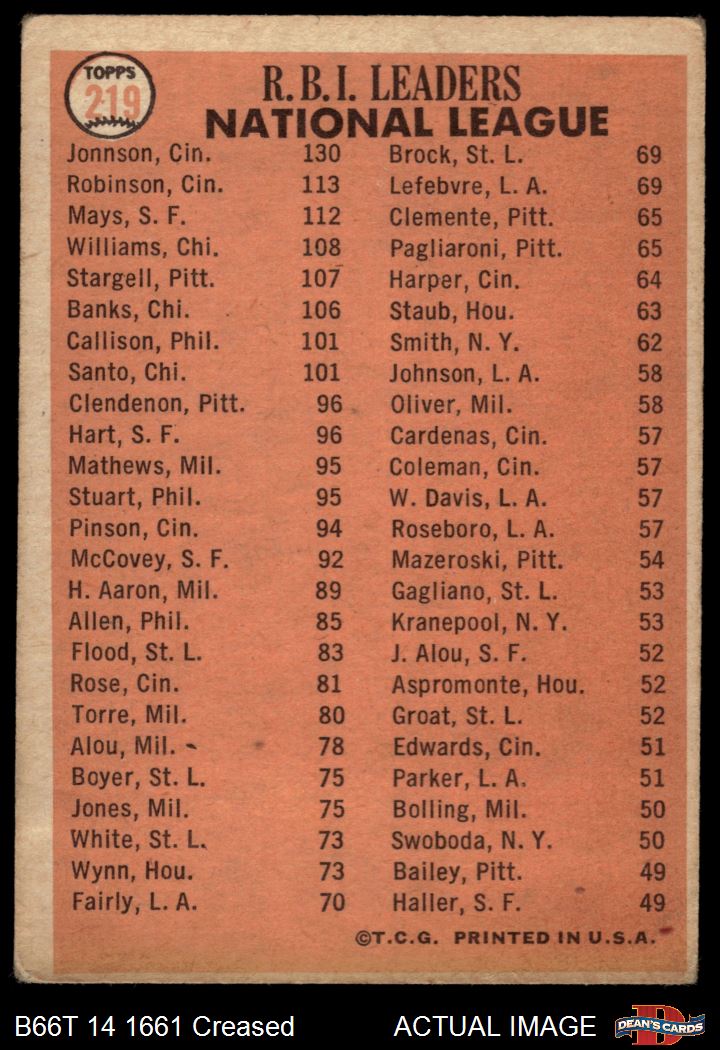 TOPPS
219
R.B.I. LEADERS
NATIONAL LEAGUE
Jonnson, Cin. 130
Robinson, Cin. 113
Mays, S. F. 112
Williams, Chi. 108
Stargell, Pitt. 107
Banks, Chi. 106
Callison, Phil. 101
Santo, Chi. 101
Clendenon, Pitt. 96
Hart, S. F. 96
Mathews, Mil. 95
Stuart, Phil. 95
Pinson, Cin. 94
McCovey, S. F. 92
H. Aaron, Mil. 89
Allen, Phil. 85
Flood, St. L. 83
Rose, Cin. 81
Torre, Mil. 80
Alou, Mil. 78
Boyer, St. L. 75
Jones, Mil. 75
White, St. L. 73
Wynn, Hou. 73
Fairly, L. A. 70
Brock, St. L. 69
Lefebvre, L. A. 69
Clemente, Pitt. 65
Pagliaroni, Pitt. 65
Harper, Cin. 64
Staub, Hou. 63
Smith, N. Y. 62
Johnson, L. A. 58
Oliver, Mil. 58
Cardenas, Cin. 57
Coleman, Cin. 57
W. Davis, L. A. 57
Roseboro, L. A. 57
Mazeroski, Pitt. 54
Gagliano, St. L. 53
Kranepool, N. Y. 53
J. Alou, S. F. 52
Aspromonte, Hou. 52
Groat, St. L. 52
Edwards, Cin. 51
Parker, L. A. 51
Bolling, Mil. 50
Swoboda, N. Y. 50
Bailey, Pitt. 49
Haller, S. F. 49
©T.C.G. PRINTED IN U.S.A.
B66T 14 1661 Creased ACTUAL IMAGE
D
DEAN'S CARDS